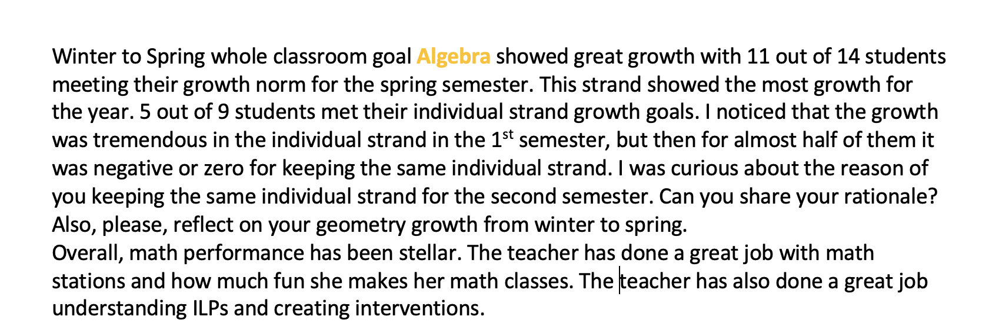 Winter to Spring whole classroom goal Algebra showed great growth with 11 out of 14 students
meeting their growth norm for the spring semester. This strand showed the most growth for
the year. 5 out of 9 students met their individual strand growth goals. I noticed that the growth
was tremendous in the individual strand in the 1st semester, but then for almost half of them it
was negative or zero for keeping the same individual strand. I was curious about the reason of
you keeping the same individual strand for the second semester. Can you share your rationale?
Also, please, reflect on your geometry growth from winter to spring.
Overall, math performance has been stellar. The teacher has done a great job with math
stations and how much fun she makes her math classes. The teacher has also done a great job
understanding ILPs and creating interventions.